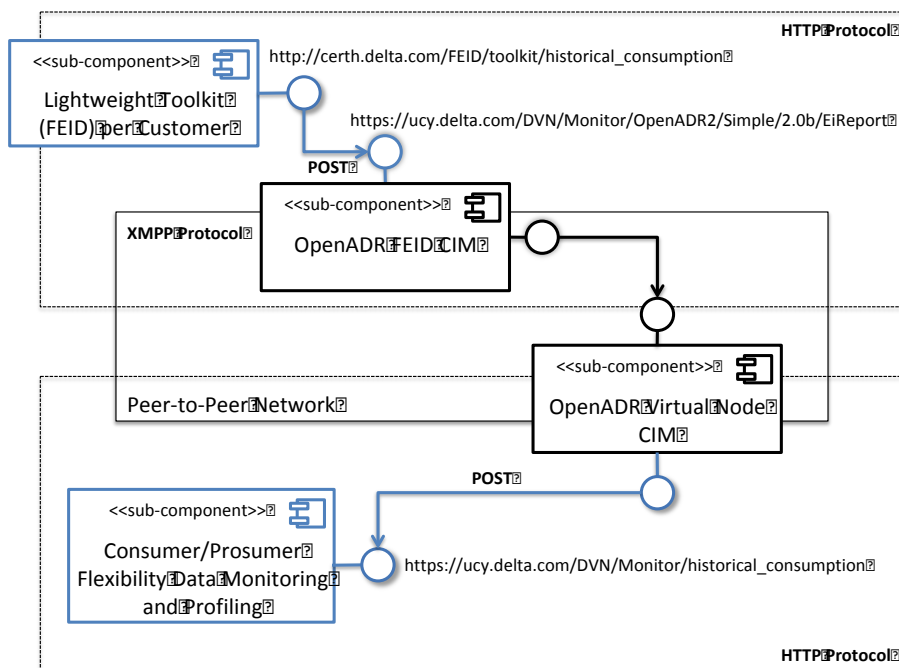 HTTP Protocol
<<sub-component>>
Lightweight Toolkit
(FEID) per Customer
http://certh.delta.com/FEID/toolkit/historical_consumption
https://ucy.delta.com/DVN/Monitor/OpenADR2/Simple/2.0b/EiReport
POST
<<sub-component>>
OpenADR FEID CIM
XMPP Protocol
<<sub-component>>
OpenADR Virtual Node
CIM
Peer-to-Peer Network
POST
<<sub-component>>
Consumer/Prosumer
Flexibility Data Monitoring
and Profiling
https://ucy.delta.com/DVN/Monitor/historical_consumption
HTTP Protocol